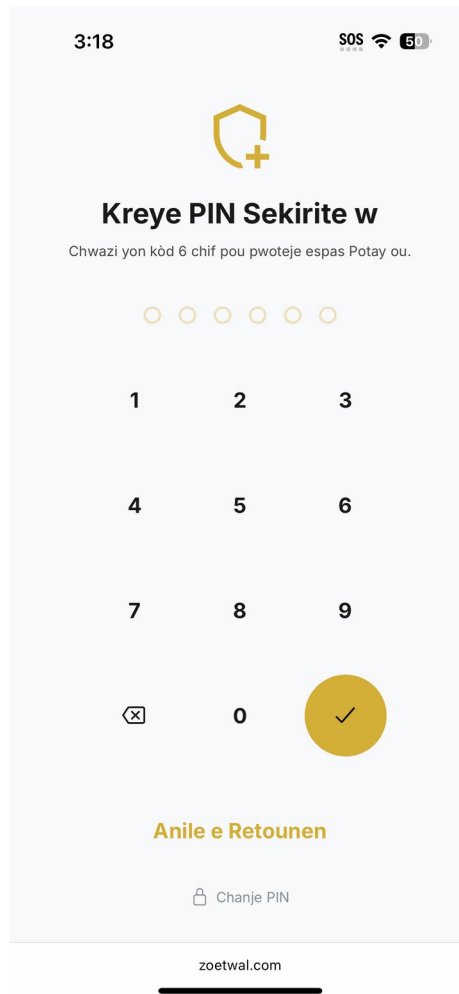 3:18
SOS
50
Kreye PIN Sekirite w
Chwazi yon kòd 6 chif pou pwoteje espas Potay ou.
1 2 3
4 5 6
7 8 9
0
Anile e Retounen
Chanje PIN
zoetwal.com